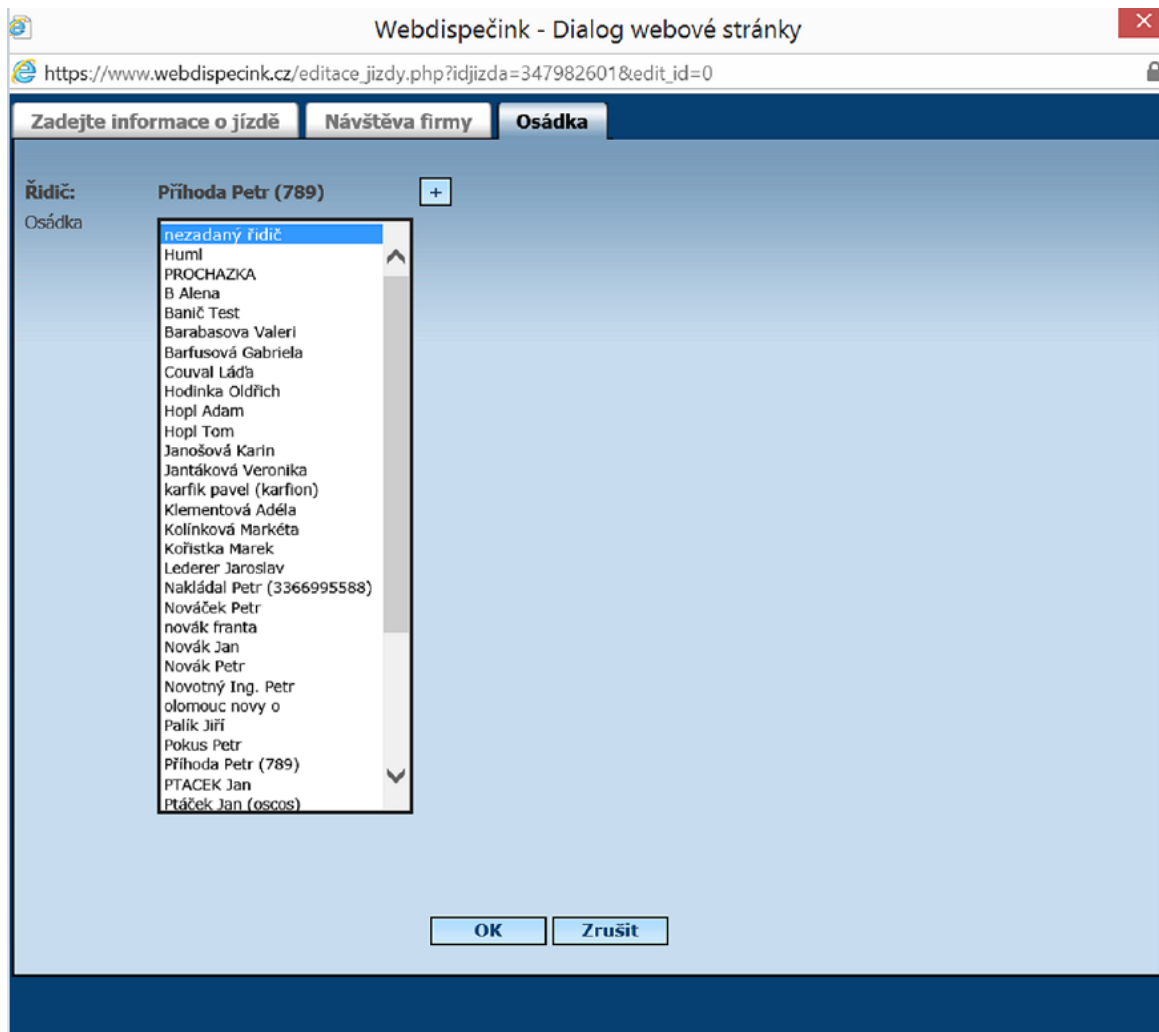 Webdispečink - Dialog webové stránky
https://www.webdispecink.cz/editace_jizdy.php?idjizda=347982601&edit_id=0
Zadejte informace o jízdě Návštěva firmy Osádka
Řidič: Příhoda Petr (789) +
Osádka
nezadaný řidič
Huml
PROCHAZKA
B Alena
Banič Test
Barabasova Valeri
Barfusová Gabriela
Couval Láďa
Hodinka Oldřich
Hopl Adam
Hopl Tom
Janošová Karin
Jantáková Veronika
karfik pavel (karfion)
Klementová Adéla
Kolínková Markéta
Kořistka Marek
Lederer Jaroslav
Nakládal Petr (3366995588)
Nováček Petr
novák franta
Novák Jan
Novák Petr
Novotný Ing. Petr
olomouc novy o
Palík Jiří
Pokus Petr
Příhoda Petr (789)
PTACEK Jan
Ptáček Jan (oscos)
OK Zrušit